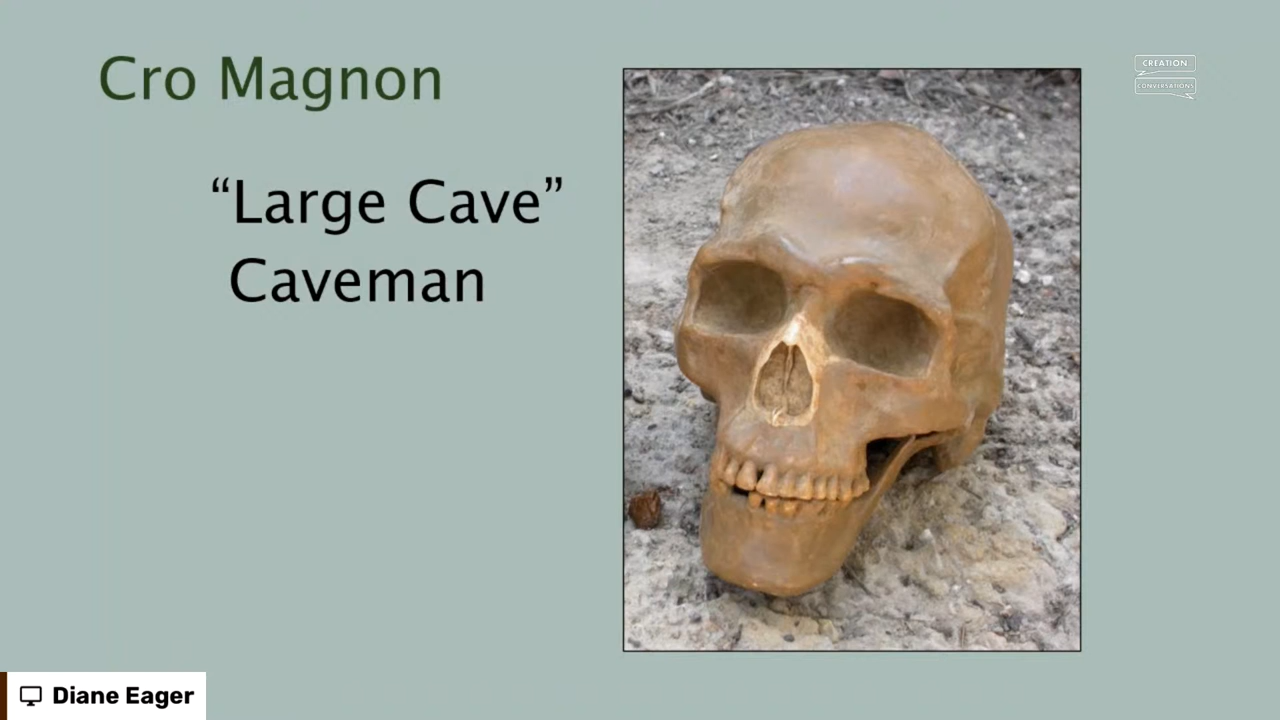 Cro Magnon
CREATION
CONVERSATIONS
“Large Cave”
Caveman
Diane Eager